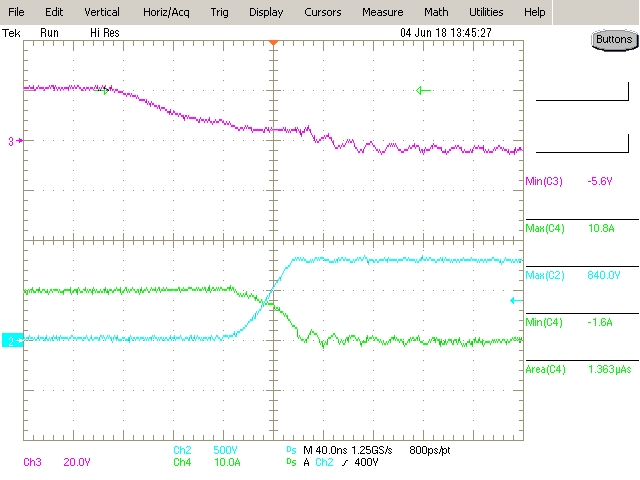 File Edit Vertical Horiz/Acq Trig Display Cursors Measure Math Utilities Help
Tek Run Hi Res 04 Jun 18 13:45:27
Buttons
3
Min(C3) -5.6V
Max(C4) 10.8A
Max(C2) 840.0V
Min(C4) -1.6A
2
Area(C4) 1.363µAs
Ch2 500V Ds M 40.0ns 1.25GS/s 800ps/pt
Ch3 20.0V Ch4 10.0A Ds A Ch2 ⁄ 400V